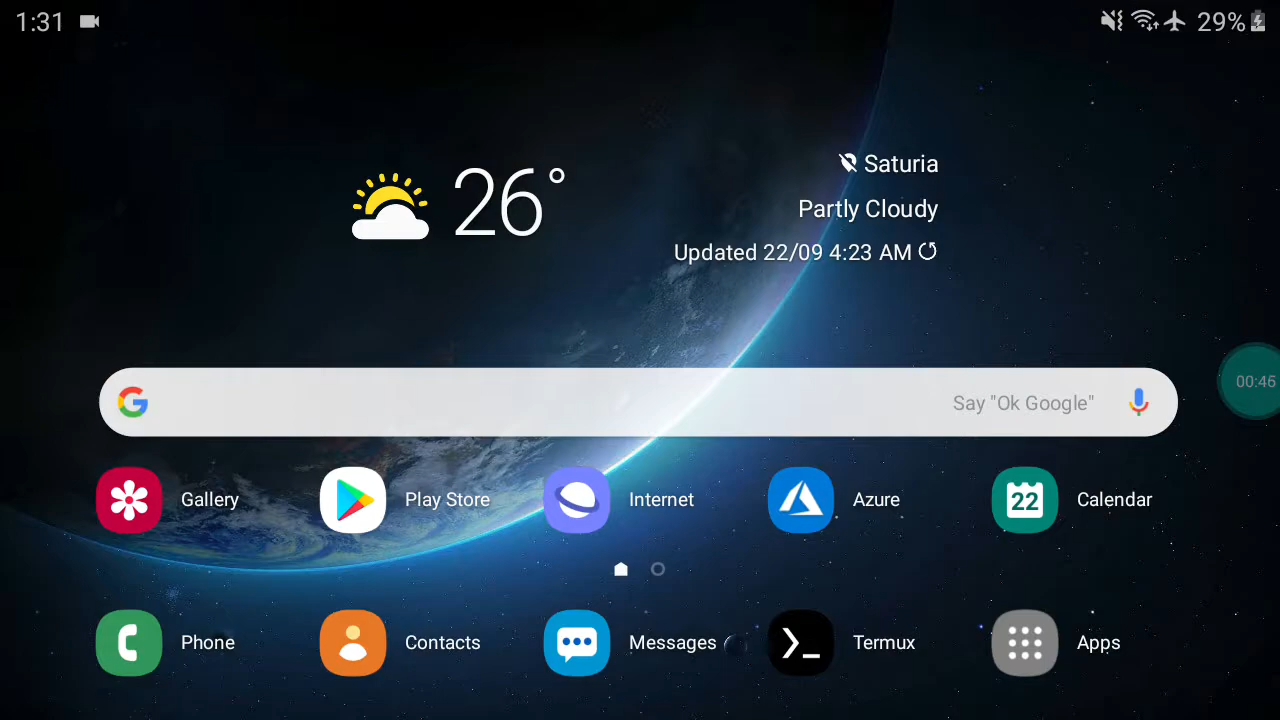 1:31
29%
26°
Saturia
Partly Cloudy
Updated 22/09 4:23 AM
Say "Ok Google"
00:46
Gallery
Play Store
Internet
Azure
22
Calendar
Phone
Contacts
Messages
Termux
Apps